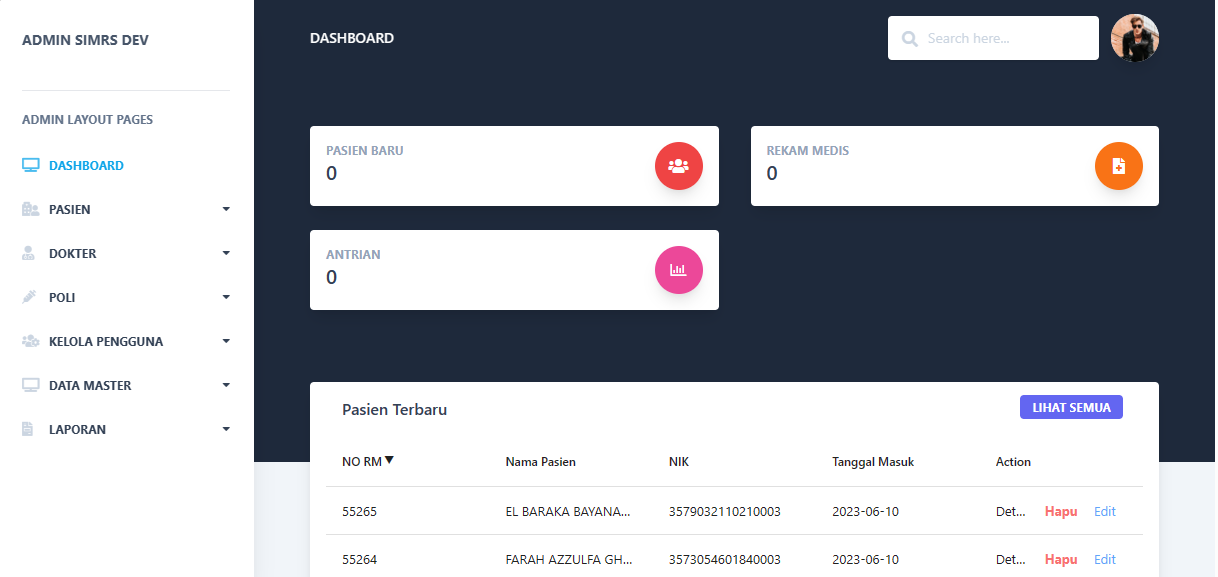 ADMIN SIMRS DEV
ADMIN LAYOUT PAGES
DASHBOARD
PASIEN
DOKTER
POLI
KELOLA PENGGUNA
DATA MASTER
LAPORAN
DASHBOARD
Search here...
PASIEN BARU
0
REKAM MEDIS
0
ANTRIAN
0
Pasien Terbaru
LIHAT SEMUA
NO RM▼ Nama Pasien NIK Tanggal Masuk Action
55265 EL BARAKA BAYANA... 3579032110210003 2023-06-10 Det... Hapu Edit
55264 FARAH AZZULFA GH... 3573054601840003 2023-06-10 Det... Hapu Edit